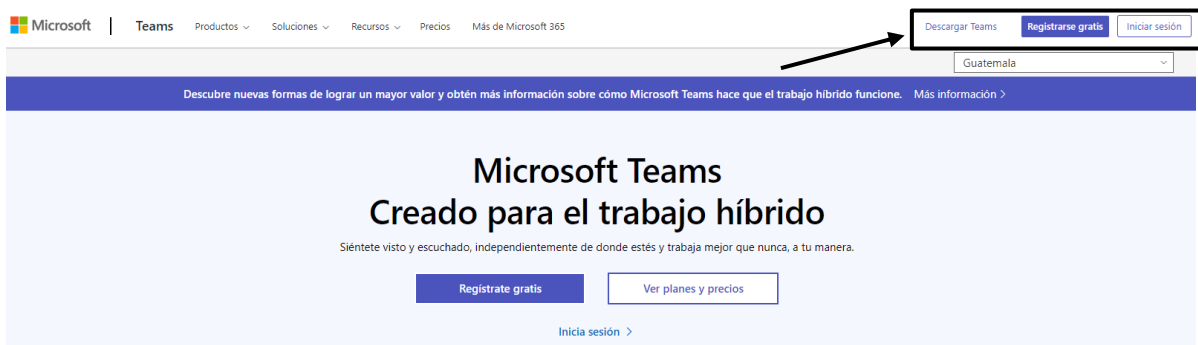 Microsoft Teams Productos Soluciones Recursos Precios Más de Microsoft 365 Descargar Teams Registrarse gratis Iniciar sesión
Guatemala
Descubre nuevas formas de lograr un mayor valor y obtén más información sobre cómo Microsoft Teams hace que el trabajo híbrido funcione. Más información >
Microsoft Teams
Creado para el trabajo híbrido
Siéntete visto y escuchado, independientemente de donde estés y trabaja mejor que nunca, a tu manera.
Regístrate gratis Ver planes y precios
Inicia sesión >